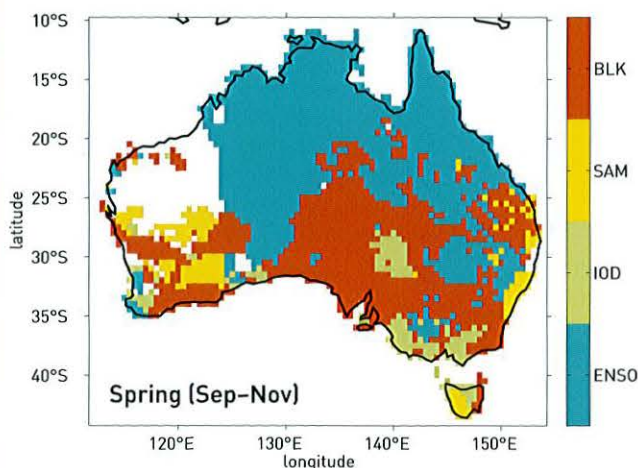 10°S
15°S
20°S
25°S
30°S
35°S
40°S
latitude
Spring (Sep–Nov)
120°E 130°E 140°E 150°E
longitude
BLK
SAM
IOD
ENSO